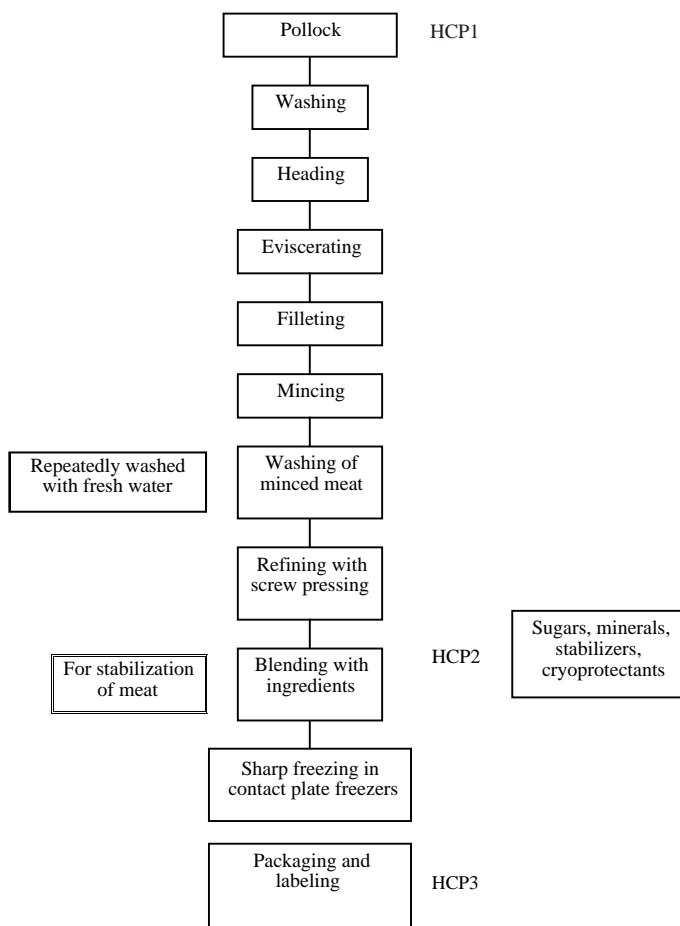 Pollock
HCP1
Washing
Heading
Eviscerating
Filleting
Mincing
Repeatedly washed
with fresh water
Washing of
minced meat
Refining with
screw pressing
For stabilization
of meat
Blending with
ingredients
HCP2
Sugars, minerals,
stabilizers,
cryoprotectants
Sharp freezing in
contact plate freezers
Packaging and
labeling
HCP3